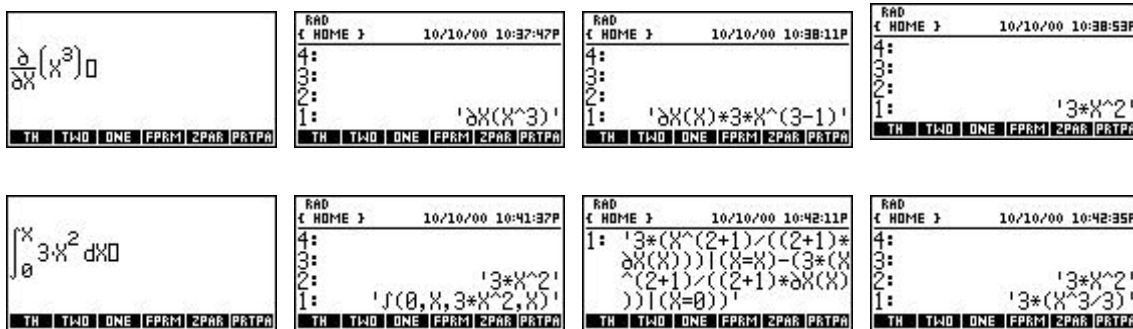 ∂/∂X(X³)▯
TH TWO ONE FPRM ZPAR PRTPA
RAD
{ HOME } 10/10/00 10:37:47P
4:
3:
2:
1: '∂X(X^3)'
TH TWO ONE FPRM ZPAR PRTPA
RAD
{ HOME } 10/10/00 10:38:11P
4:
3:
2:
1: '∂X(X)*3*X^(3-1)'
TH TWO ONE FPRM ZPAR PRTPA
RAD
{ HOME } 10/10/00 10:38:53P
4:
3:
2:
1: '3*X^2'
TH TWO ONE FPRM ZPAR PRTPA
∫₀ˣ 3·X² dX▯
TH TWO ONE FPRM ZPAR PRTPA
RAD
{ HOME } 10/10/00 10:41:37P
4:
3:
2: '3*X^2'
1: '∫(0,X,3*X^2,X)'
TH TWO ONE FPRM ZPAR PRTPA
RAD
{ HOME } 10/10/00 10:42:11P
1: '3*(X^(2+1)/((2+1)*
∂X(X)))|(X=X)-(3*(X
^(2+1)/((2+1)*∂X(X)
))|(X=0))'
TH TWO ONE FPRM ZPAR PRTPA
RAD
{ HOME } 10/10/00 10:42:35P
4:
3:
2: '3*X^2'
1: '3*(X^3/3)'
TH TWO ONE FPRM ZPAR PRTPA